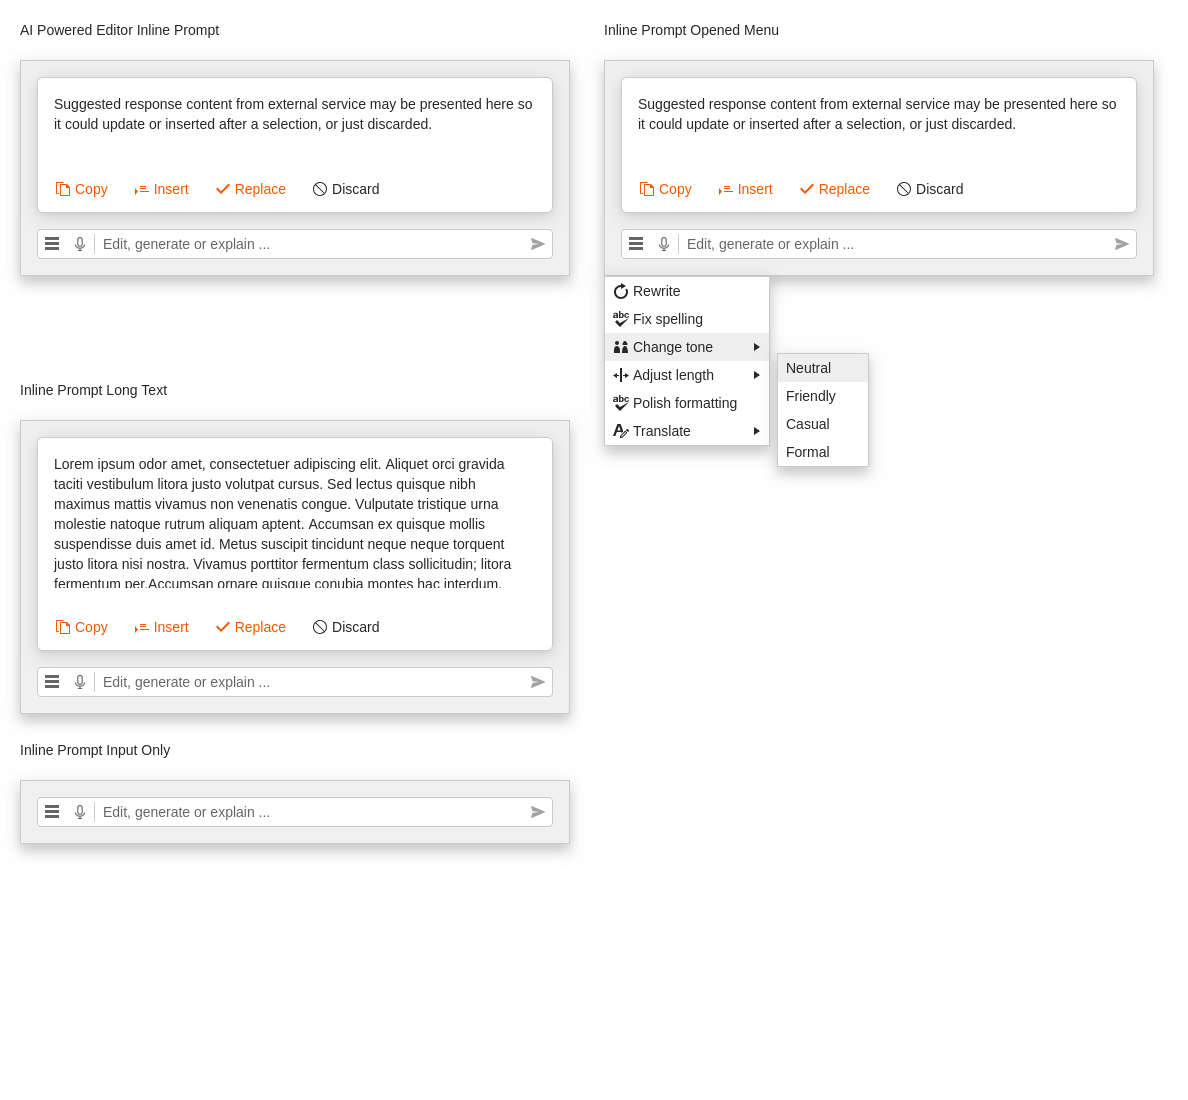 AI Powered Editor Inline Prompt
Suggested response content from external service may be presented here so
it could update or inserted after a selection, or just discarded.
Copy Insert Replace Discard
Edit, generate or explain ...
Inline Prompt Opened Menu
Suggested response content from external service may be presented here so
it could update or inserted after a selection, or just discarded.
Copy Insert Replace Discard
Edit, generate or explain ...
Rewrite
abc Fix spelling
Change tone
Adjust length
abc Polish formatting
Translate
Neutral
Friendly
Casual
Formal
Inline Prompt Long Text
Lorem ipsum odor amet, consectetuer adipiscing elit. Aliquet orci gravida
taciti vestibulum litora justo volutpat cursus. Sed lectus quisque nibh
maximus mattis vivamus non venenatis congue. Vulputate tristique urna
molestie natoque rutrum aliquam aptent. Accumsan ex quisque mollis
suspendisse duis amet id. Metus suscipit tincidunt neque neque torquent
justo litora nisi nostra. Vivamus porttitor fermentum class sollicitudin; litora
fermentum per.Accumsan ornare quisque conubia montes hac interdum.
Copy Insert Replace Discard
Edit, generate or explain ...
Inline Prompt Input Only
Edit, generate or explain ...